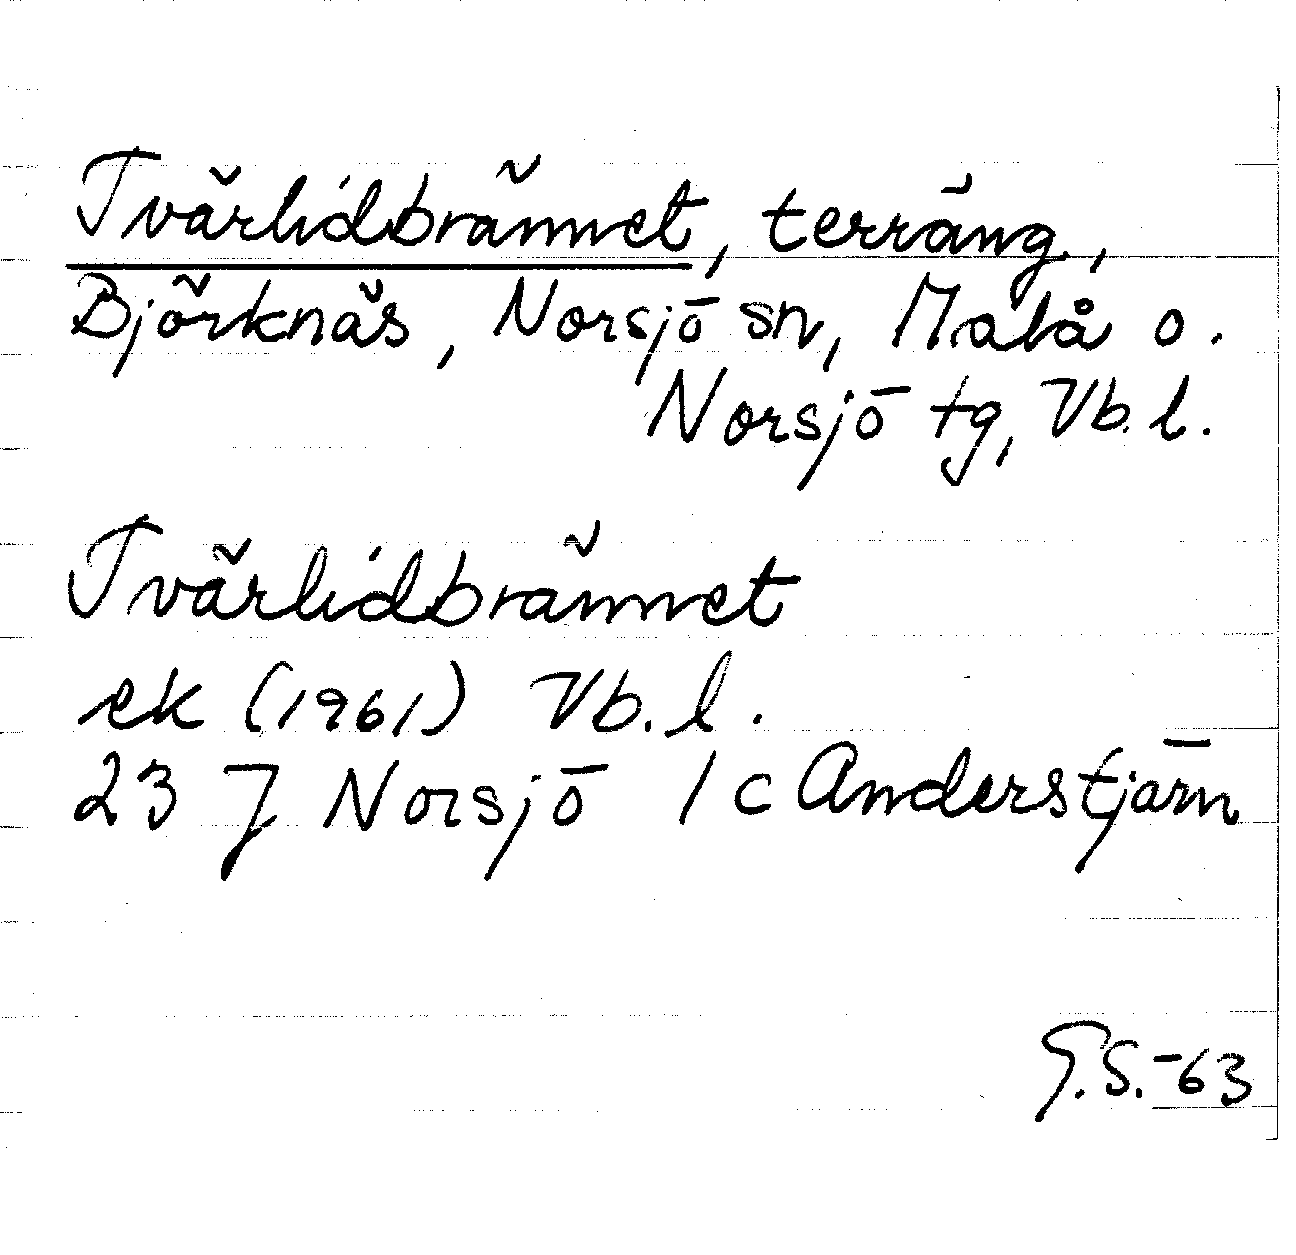 Tvärlidbrännet, terräng,
Björknäs, Norsjö sn, Malå o.
Norsjö tg, Vb. l.
Tvärlidbrännet
ek (1961) Vb. l.
23 J Norsjö 1 c Anderstjärn
G.S.-63